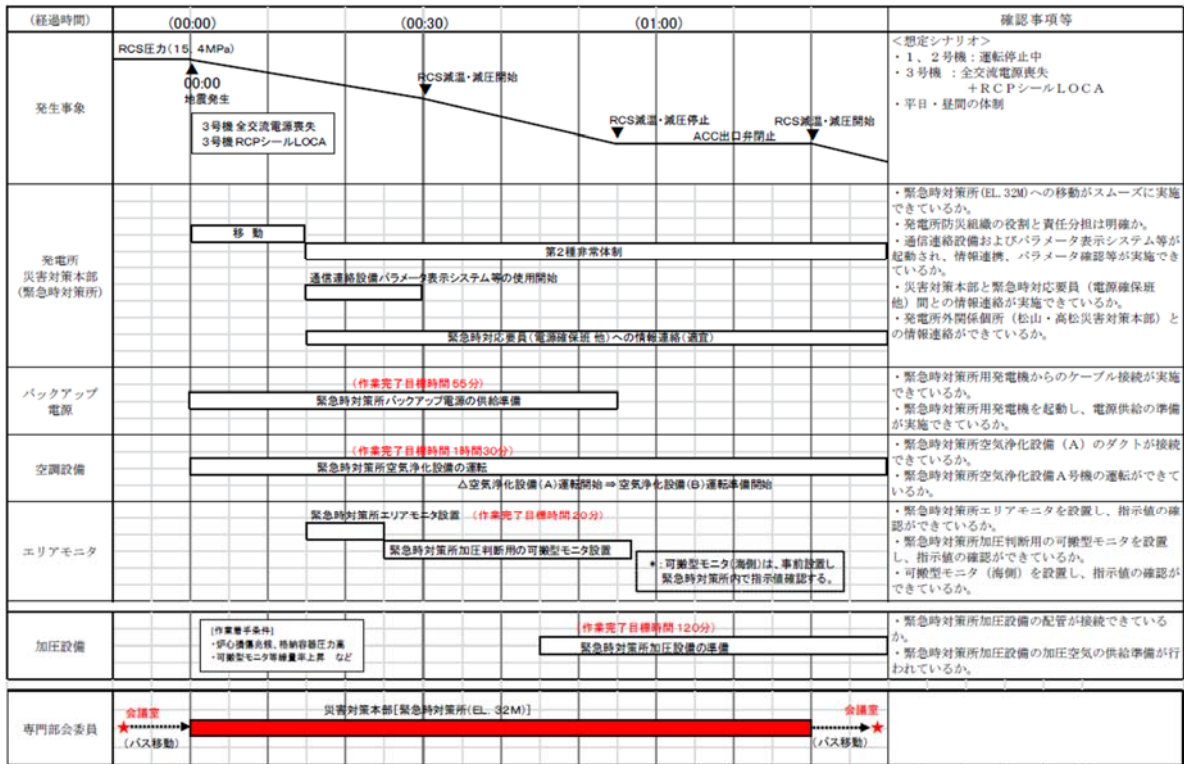 (経過時間)
(00:00)
(00:30)
(01:00)
確認事項等
発生事象
RCS圧力(15.4MPa)
00:00
地震発生
3号機 全交流電源喪失
3号機 RCPシールLOCA
RCS減温・減圧開始
RCS減温・減圧停止
ACC出口弁閉止
RCS減温・減圧開始
<想定シナリオ>
・1、2号機:運転停止中
・3号機 :全交流電源喪失
+RCPシールLOCA
・平日・昼間の体制
発電所
災害対策本部
(緊急時対策所)
移 動
第2種非常体制
通信連絡設備パラメータ表示システム等の使用開始
緊急時対応要員(電源確保班 他)への情報連絡(適宜)
・緊急時対策所(EL.32M)への移動がスムーズに実施
できているか。
・発電所防災組織の役割と責任分担は明確か。
・通信連絡設備およびパラメータ表示システム等が
起動され、情報連携、パラメータ確認等が実施でき
ているか。
・災害対策本部と緊急時対応要員(電源確保班
他)間との情報連絡が実施できているか。
・発電所外関係個所(松山・高松災害対策本部)と
の情報連絡ができているか。
バックアップ
電源
(作業完了目標時間55分)
緊急時対策所バックアップ電源の供給準備
・緊急時対策所用発電機からのケーブル接続が実施
できているか。
・緊急時対策所用発電機を起動し、電源供給の準備
が実施できているか。
空調設備
(作業完了目標時間1時間30分)
緊急時対策所空気浄化設備の運転
△空気浄化設備(A)運転開始⇒空気浄化設備(B)運転準備開始
・緊急時対策所空気浄化設備(A)のダクトが接続
できているか。
・緊急時対策所空気浄化設備A号機の運転ができて
いるか。
エリアモニタ
緊急時対策所エリアモニタ設置 (作業完了目標時間20分)
緊急時対策所加圧判断用の可搬型モニタ設置
*:可搬型モニタ(海側)は、事前設置し
緊急時対策所内で指示値確認する。
・緊急時対策所エリアモニタを設置し、指示値の確
認ができているか。
・緊急時対策所加圧判断用の可搬型モニタを設置
し、指示値の確認ができているか。
・可搬型モニタ(海側)を設置し、指示値の確認が
できているか。
加圧設備
[作業着手条件]
・炉心損傷兆候、格納容器圧力高
・可搬型モニタ等線量率上昇 など
(作業完了目標時間120分)
緊急時対策所加圧設備の準備
・緊急時対策所加圧設備の配管が接続できている
か。
・緊急時対策所加圧設備の加圧空気の供給準備が行
われているか。
専門部会委員
会議室
(バス移動)
災害対策本部[緊急時対策所(EL.32M)]
会議室
(バス移動)